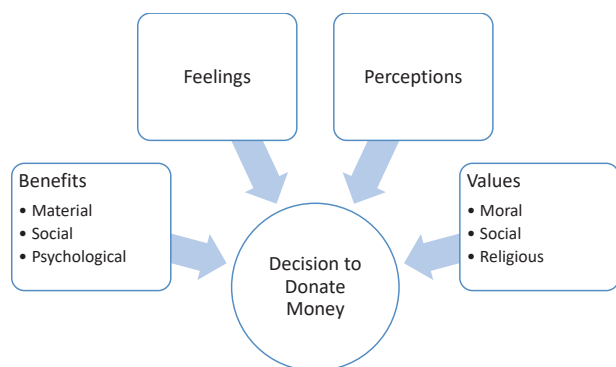 Feelings
Perceptions
Benefits
• Material
• Social
• Psychological
Values
• Moral
• Social
• Religious
Decision to
Donate
Money